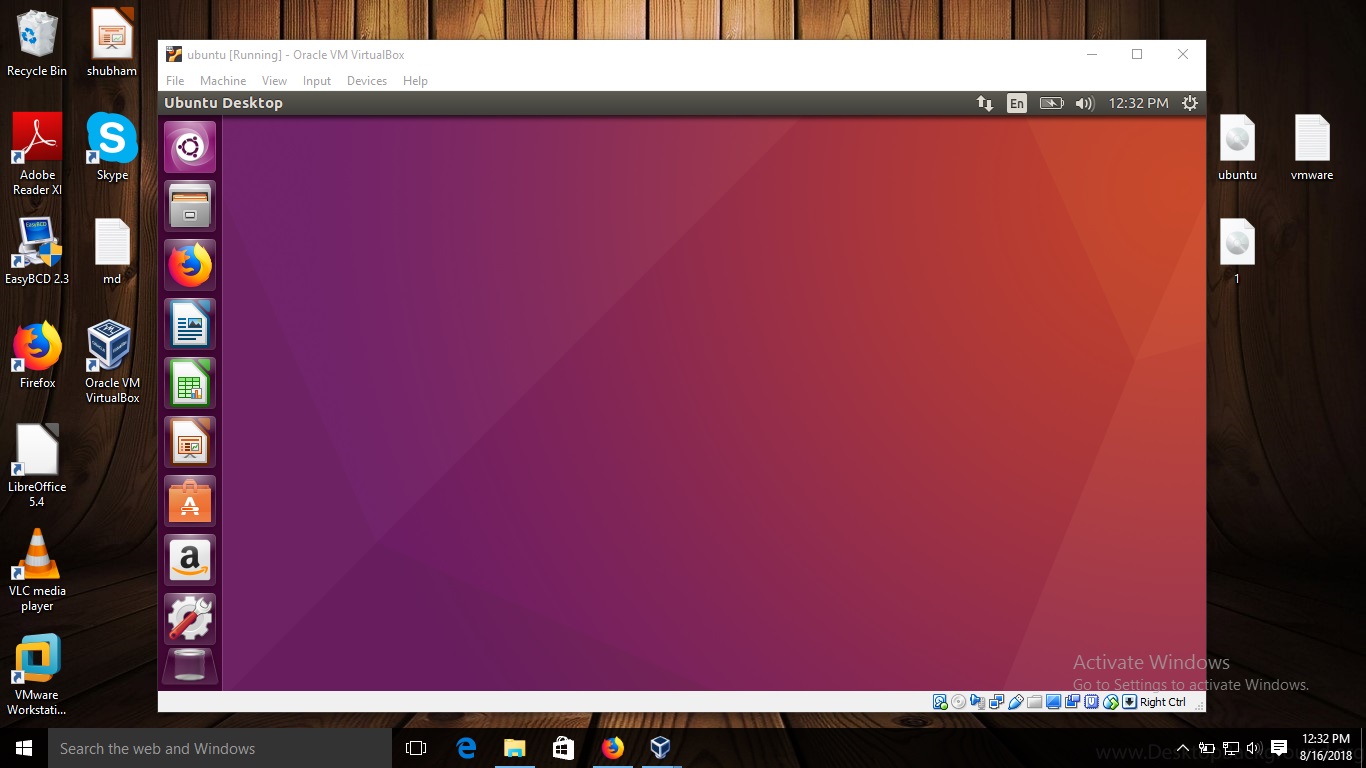 Recycle Bin
shubham
Adobe
Reader XI
Skype
EasyBCD
EasyBCD 2.3
md
Firefox
Oracle VM
VirtualBox
LibreOffice
5.4
VLC media
player
VMware
Workstati...
ubuntu [Running] - Oracle VM VirtualBox
File Machine View Input Devices Help
Ubuntu Desktop
En
12:32 PM
ubuntu
vmware
1
Activate Windows
Go to Settings to activate Windows.
Right Ctrl
Search the web and Windows
12:32 PM
8/16/2018